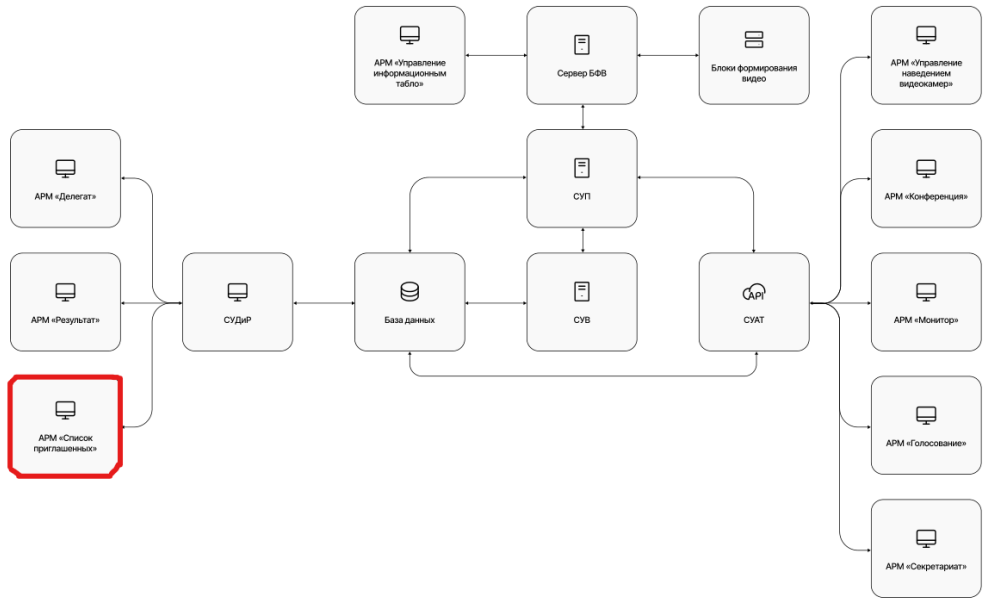 АРМ «Управление
информационным
табло»
Сервер БФВ
Блоки формирования
видео
АРМ «Управление
наведением
видеокамер»
АРМ «Делегат»
СУП
АРМ «Конференция»
АРМ «Результат»
СУДиР
База данных
СУВ
API
СУАТ
АРМ «Монитор»
АРМ «Список
приглашенных»
АРМ «Голосование»
АРМ «Секретариат»